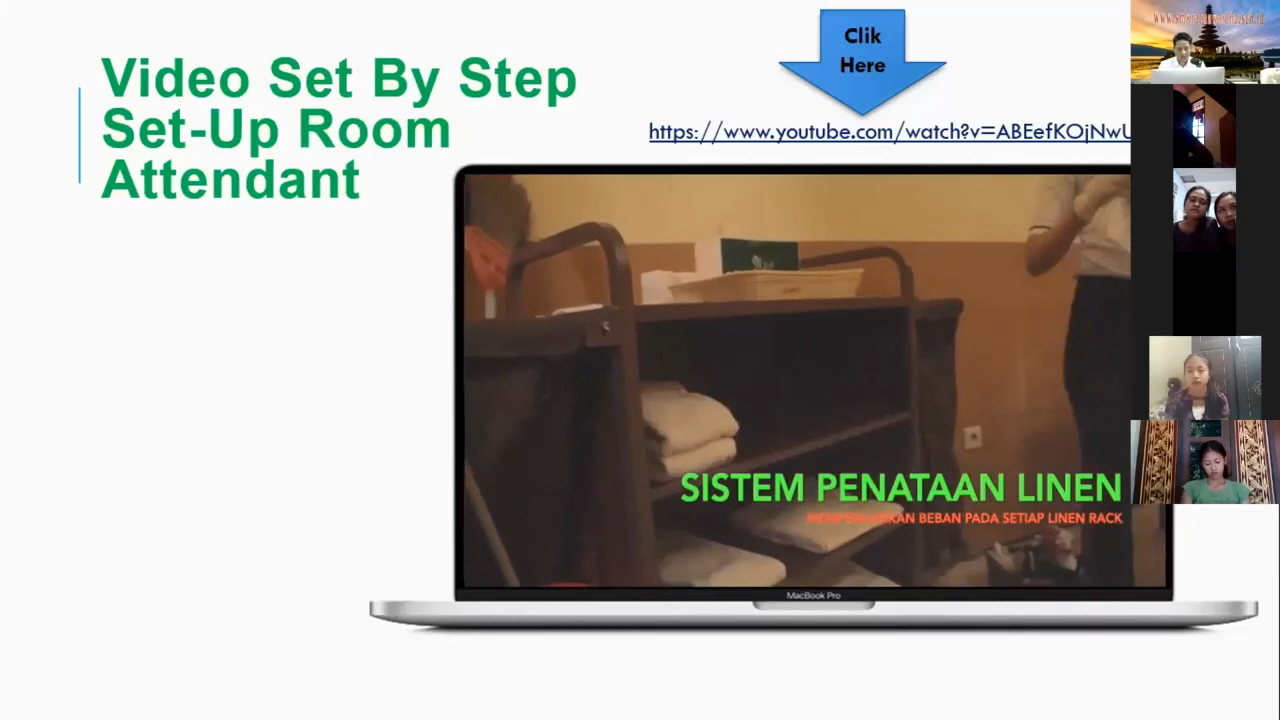 Video Set By Step
Set-Up Room
Attendant
Clik
Here
https://www.youtube.com/watch?v=ABEefKOjNwU
SISTEM PENATAAN LINEN
BEBAN PADA SETIAP LINEN RACK
MacBook Pro